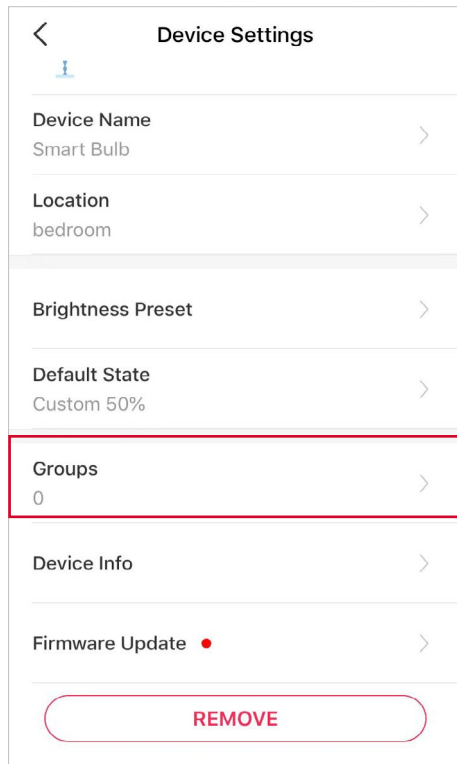 Device Settings
Device Name
Smart Bulb
Location
bedroom
Brightness Preset
Default State
Custom 50%
Groups
0
Device Info
Firmware Update
REMOVE